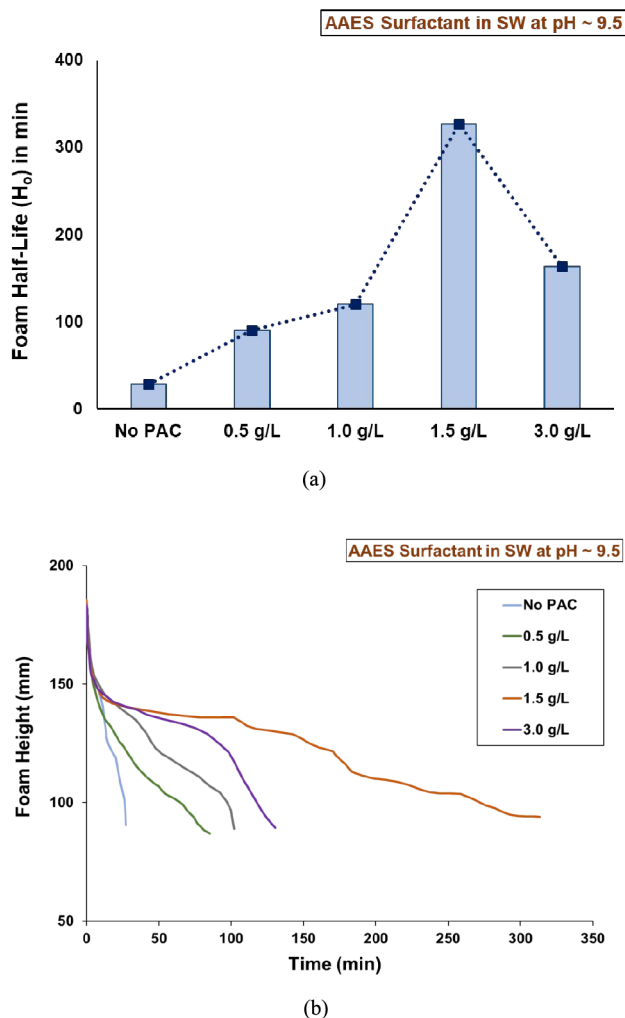 AAES Surfactant in SW at pH ~ 9.5
Foam Half-Life (H₀) in min
400
300
200
100
0
No PAC 0.5 g/L 1.0 g/L 1.5 g/L 3.0 g/L
(a)
AAES Surfactant in SW at pH ~ 9.5
Foam Height (mm)
200
150
100
50
No PAC
0.5 g/L
1.0 g/L
1.5 g/L
3.0 g/L
0 50 100 150 200 250 300 350
Time (min)
(b)